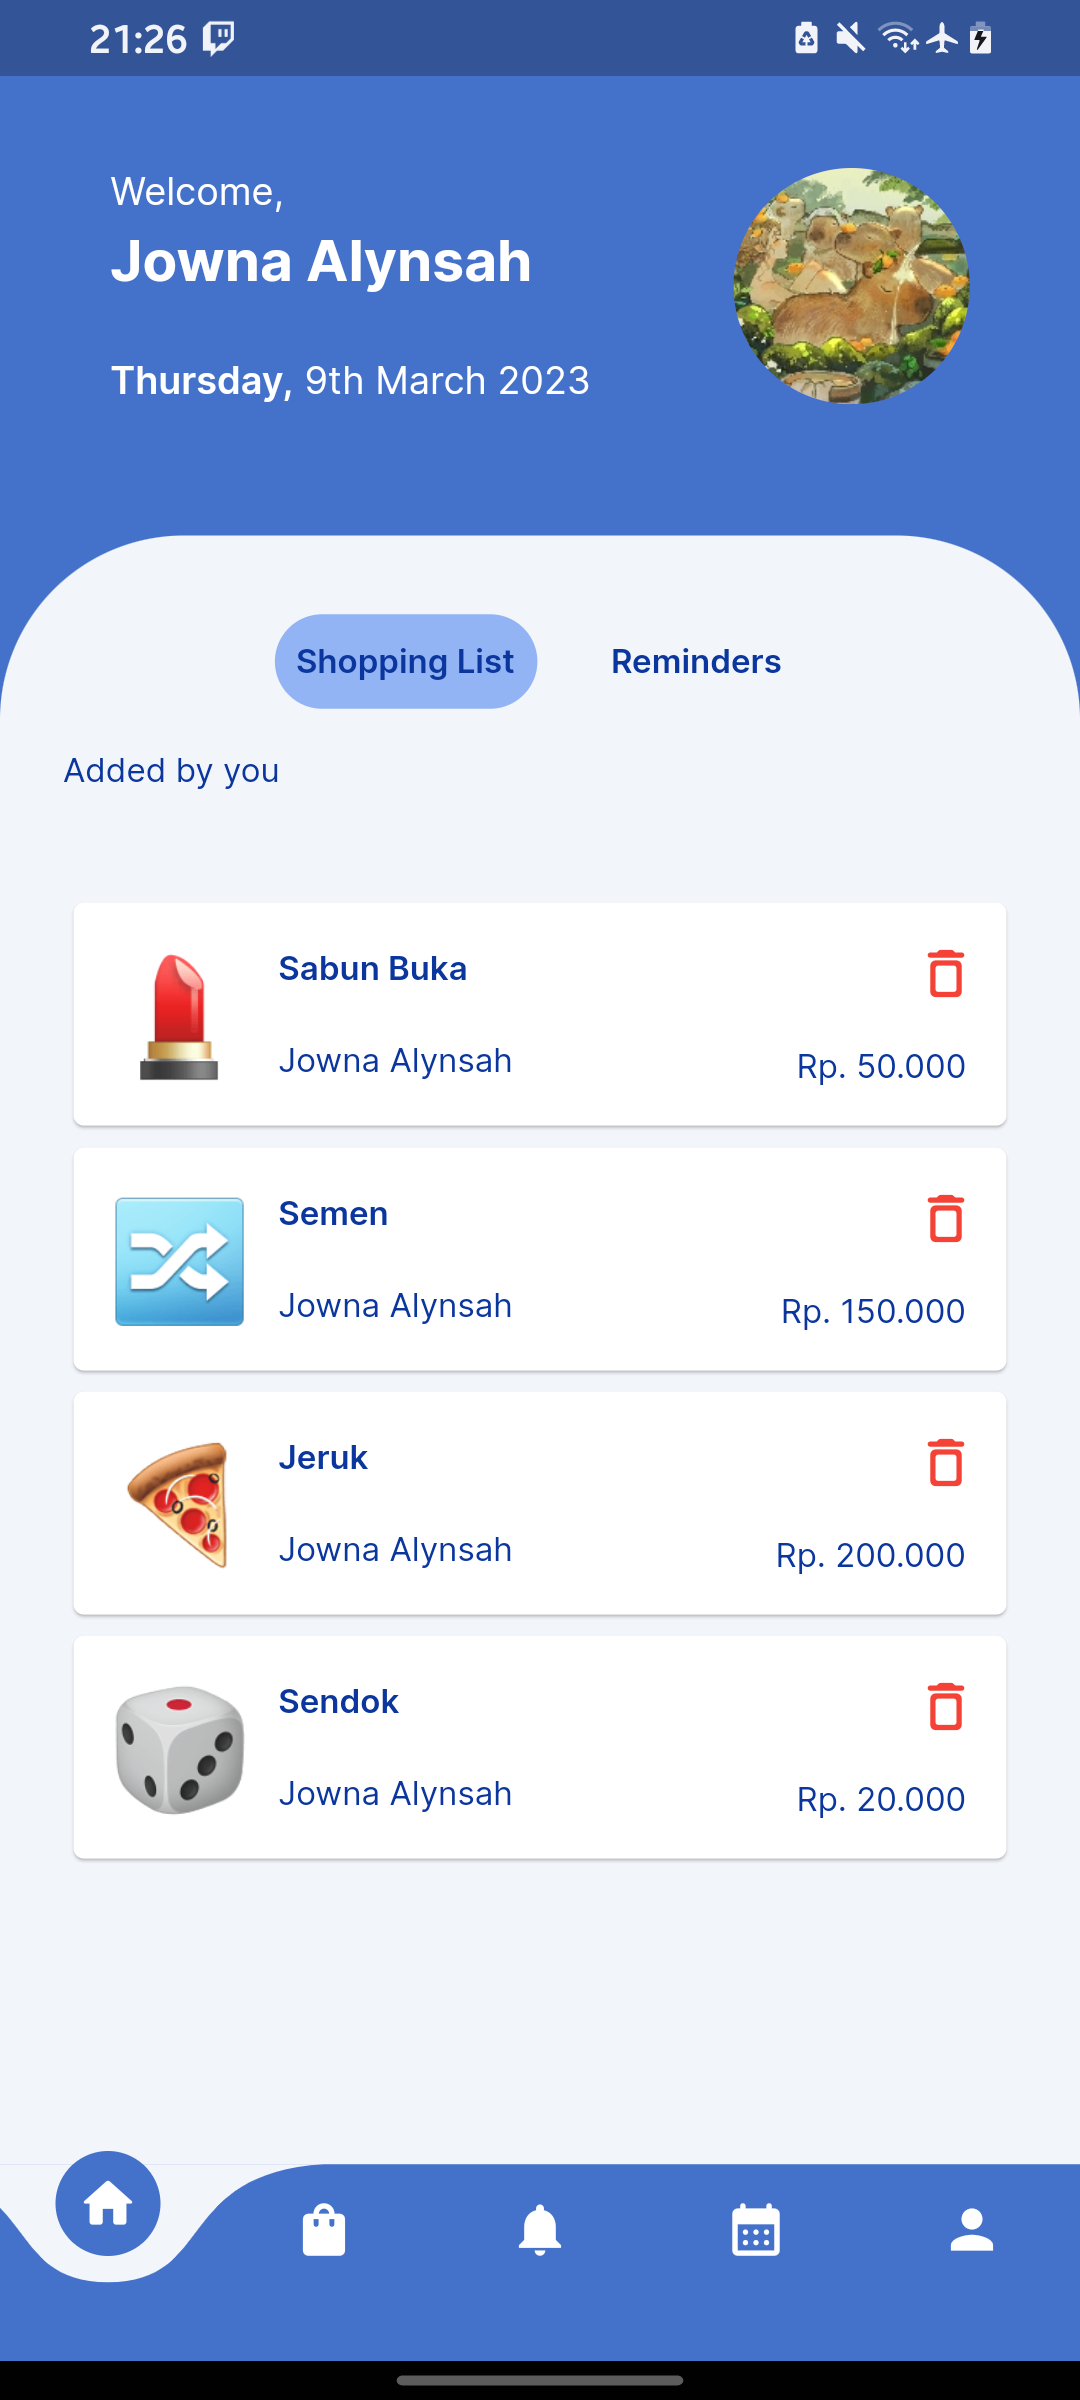 21:26
Welcome,
Jowna Alynsah
Thursday, 9th March 2023
Shopping List Reminders
Added by you
Sabun Buka
Jowna Alynsah Rp. 50.000
Semen
Jowna Alynsah Rp. 150.000
Jeruk
Jowna Alynsah Rp. 200.000
Sendok
Jowna Alynsah Rp. 20.000